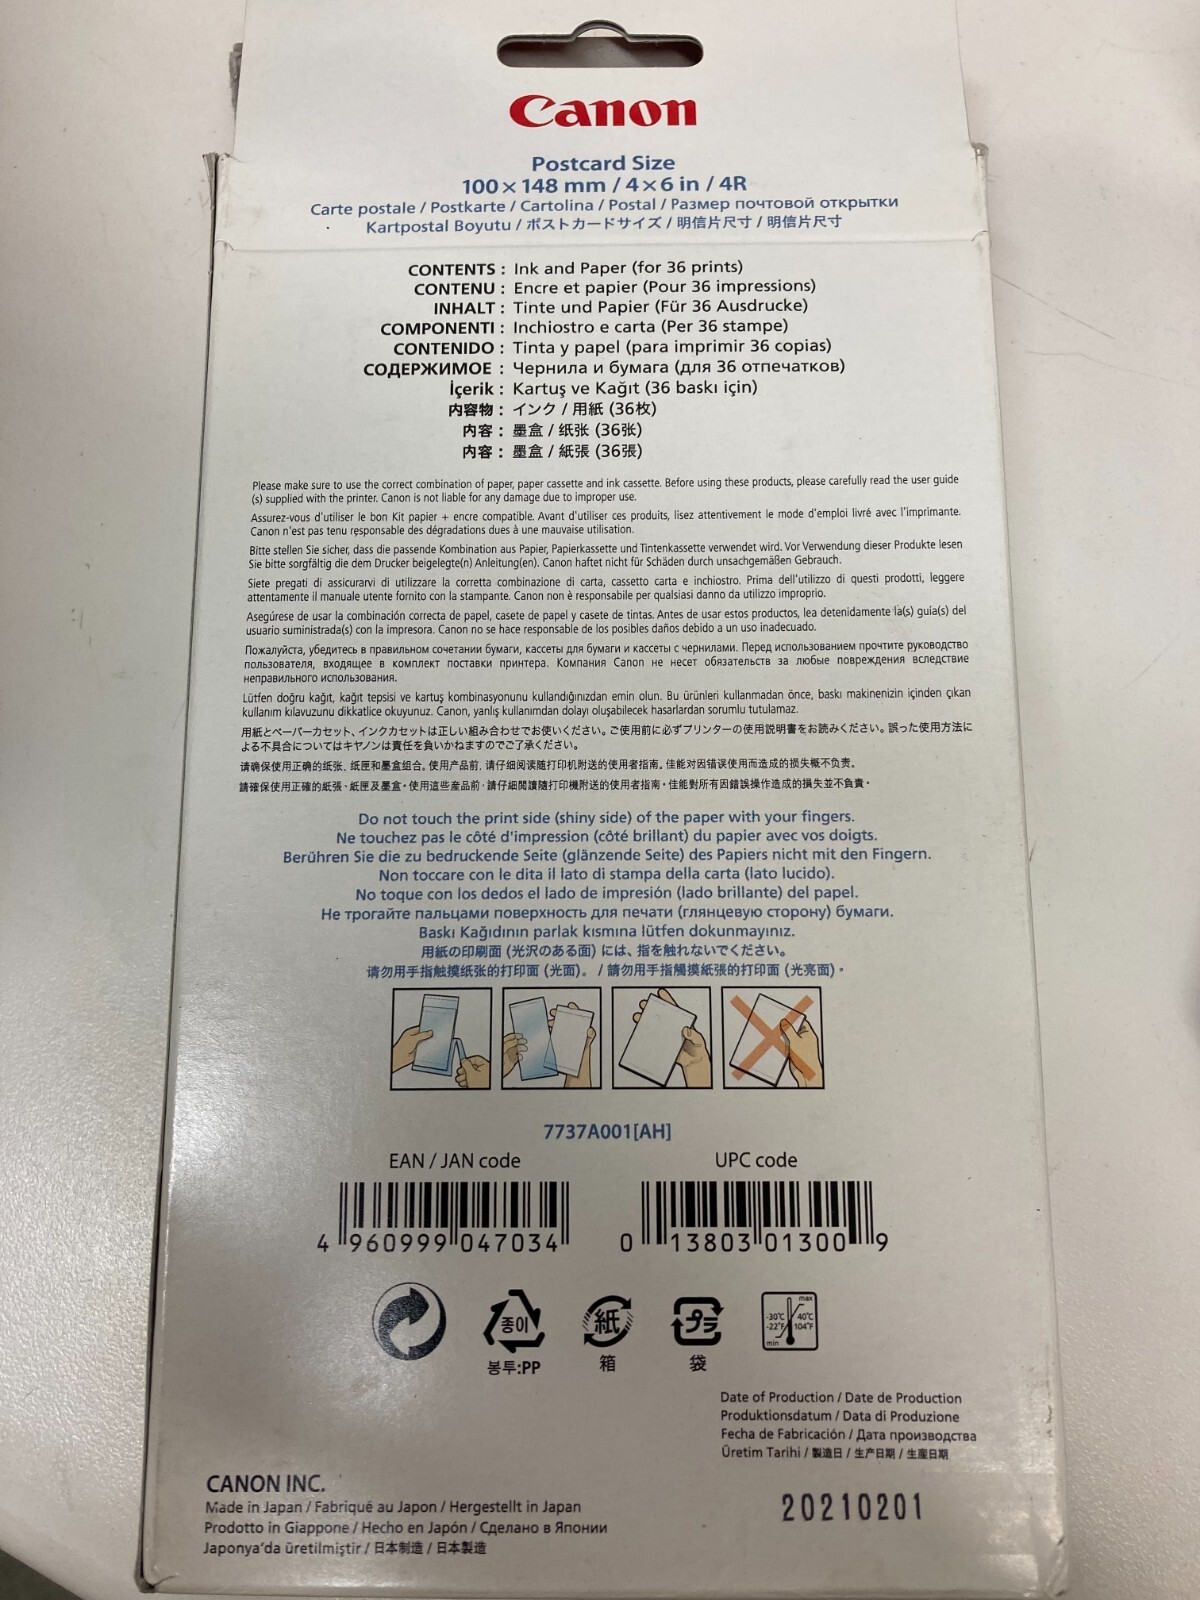 Canon
Postcard Size
100 × 148 mm / 4 × 6 in / 4R
Carte postale / Postkarte / Cartolina / Postal / Размер почтовой открытки
Kartpostal Boyutu / ポストカードサイズ / 明信片尺寸 / 明信片尺寸
CONTENTS : Ink and Paper (for 36 prints)
CONTENU : Encre et papier (Pour 36 impressions)
INHALT : Tinte und Papier (Für 36 Ausdrucke)
COMPONENTI : Inchiostro e carta (Per 36 stampe)
CONTENIDO : Tinta y papel (para imprimir 36 copias)
СОДЕРЖИМОЕ : Чернила и бумага (для 36 отпечатков)
İçerik : Kartuş ve Kağıt (36 baskı için)
内容物 : インク / 用紙 (36枚)
内容 : 墨盒 / 纸张 (36张)
内容 : 墨盒 / 紙張 (36張)
Please make sure to use the correct combination of paper, paper cassette and ink cassette. Before using these products, please carefully read the user guide
(s) supplied with the printer. Canon is not liable for any damage due to improper use.
Assurez-vous d'utiliser le bon Kit papier + encre compatible. Avant d'utiliser ces produits, lisez attentivement le mode d'emploi livré avec l'imprimante.
Canon n'est pas tenu responsable des dégradations dues à une mauvaise utilisation.
Bitte stellen Sie sicher, dass die passende Kombination aus Papier, Papierkassette und Tintenkassette verwendet wird. Vor Verwendung dieser Produkte lesen
Sie bitte sorgfältig die dem Drucker beigelegte(n) Anleitung(en). Canon haftet nicht für Schäden durch unsachgemäßen Gebrauch.
Siete pregati di assicurarvi di utilizzare la corretta combinazione di carta, cassetto carta e inchiostro. Prima dell'utilizzo di questi prodotti, leggere
attentamente il manuale utente fornito con la stampante. Canon non è responsabile per qualsiasi danno da utilizzo improprio.
Asegúrese de usar la combinación correcta de papel, casete de papel y casete de tintas. Antes de usar estos productos, lea detenidamente la(s) guía(s) del
usuario suministrada(s) con la impresora. Canon no se hace responsable de los posibles daños debido a un uso inadecuado.
Пожалуйста, убедитесь в правильном сочетании бумаги, кассеты для бумаги и кассеты с чернилами. Перед использованием прочтите руководство
пользователя, входящее в комплект поставки принтера. Компания Canon не несет обязательств за любые повреждения вследствие
неправильного использования.
Lütfen doğru kağıt, kağıt tepsisi ve kartuş kombinasyonunu kullandığınızdan emin olun. Bu ürünleri kullanmadan önce, baskı makinenizin içinden çıkan
kullanım kılavuzunu dikkatlice okuyunuz. Canon, yanlış kullanımdan dolayı oluşabilecek hasarlardan sorumlu tutulamaz.
用紙とペーパーカセット、インクカセットは正しい組み合わせでお使いください。ご使用前に必ずプリンターの使用説明書をお読みください。誤った使用方法に
よる不具合についてはキヤノンは責任を負いかねますのでご了承ください。
请确保使用正确的纸张、纸匣和墨盒组合。使用产品前，请仔细阅读随打印机附送的使用者指南。佳能对因错误使用而造成的损失概不负责。
請確保使用正確的紙張、紙匣及墨盒。使用這些產品前，請仔細閱讀隨打印機附送的使用者指南。佳能對所有因錯誤操作造成的損失並不負責。
Do not touch the print side (shiny side) of the paper with your fingers.
Ne touchez pas le côté d'impression (côté brillant) du papier avec vos doigts.
Berühren Sie die zu bedruckende Seite (glänzende Seite) des Papiers nicht mit den Fingern.
Non toccare con le dita il lato di stampa della carta (lato lucido).
No toque con los dedos el lado de impresión (lado brillante) del papel.
Не трогайте пальцами поверхность для печати (глянцевую сторону) бумаги.
Baskı Kağıdının parlak kısmına lütfen dokunmayınız.
用紙の印刷面 (光沢のある面) には、指を触れないでください。
请勿用手指触摸纸张的打印面 (光面)。 / 請勿用手指觸摸紙張的打印面 (光亮面)。
7737A001[AH]
EAN / JAN code
UPC code
4 960999 047034
0 13803 01300 9
종이
봉투:PP
紙
箱
プラ
袋
max
-30℃ 40℃
-22℉ 104℉
min
Date of Production / Date de Production
Produktionsdatum / Data di Produzione
Fecha de Fabricación / Дата производства
Üretim Tarihi / 製造日 / 生产日期 / 生產日期
20210201
CANON INC.
Made in Japan / Fabriqué au Japon / Hergestellt in Japan
Prodotto in Giappone / Hecho en Japón / Сделано в Японии
Japonya'da üretilmiştir / 日本制造 / 日本製造